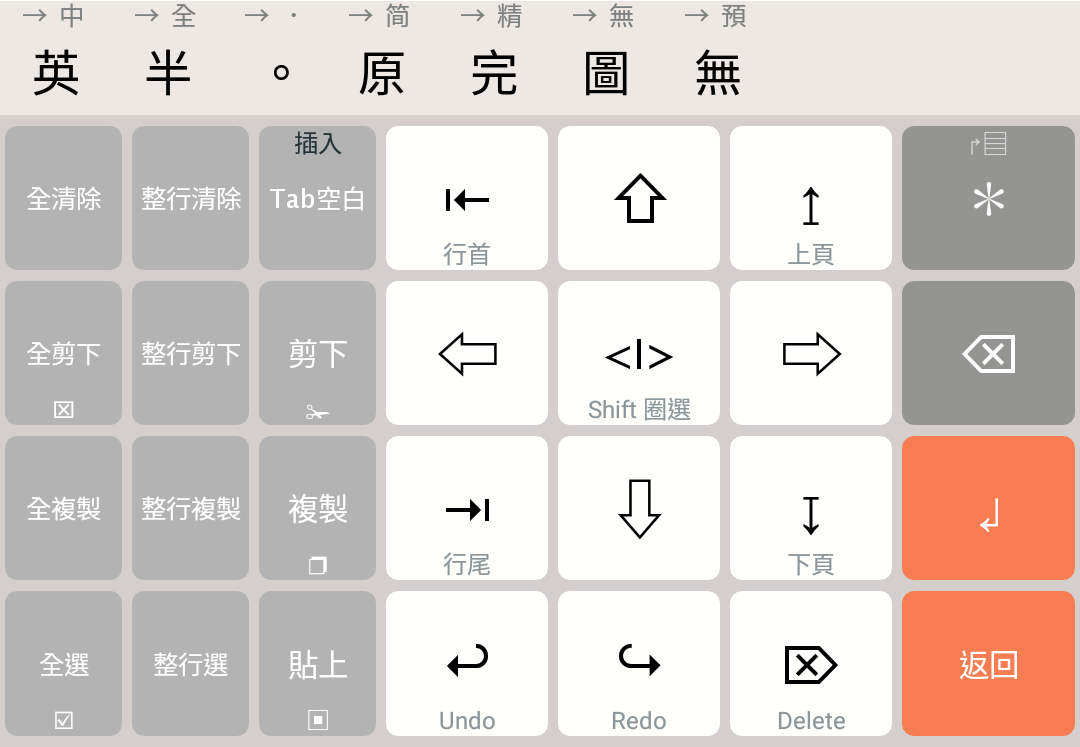 → 中 → 全 → · → 简 → 精 → 無 → 預
英 半 。 原 完 圖 無
插入
全清除 整行清除 Tab空白 *
行首 上頁
全剪下 整行剪下 剪下 <I>
Shift 圈選
全複製 整行複製 複製
行尾 下頁
全選 整行選 貼上 返回
Undo Redo Delete